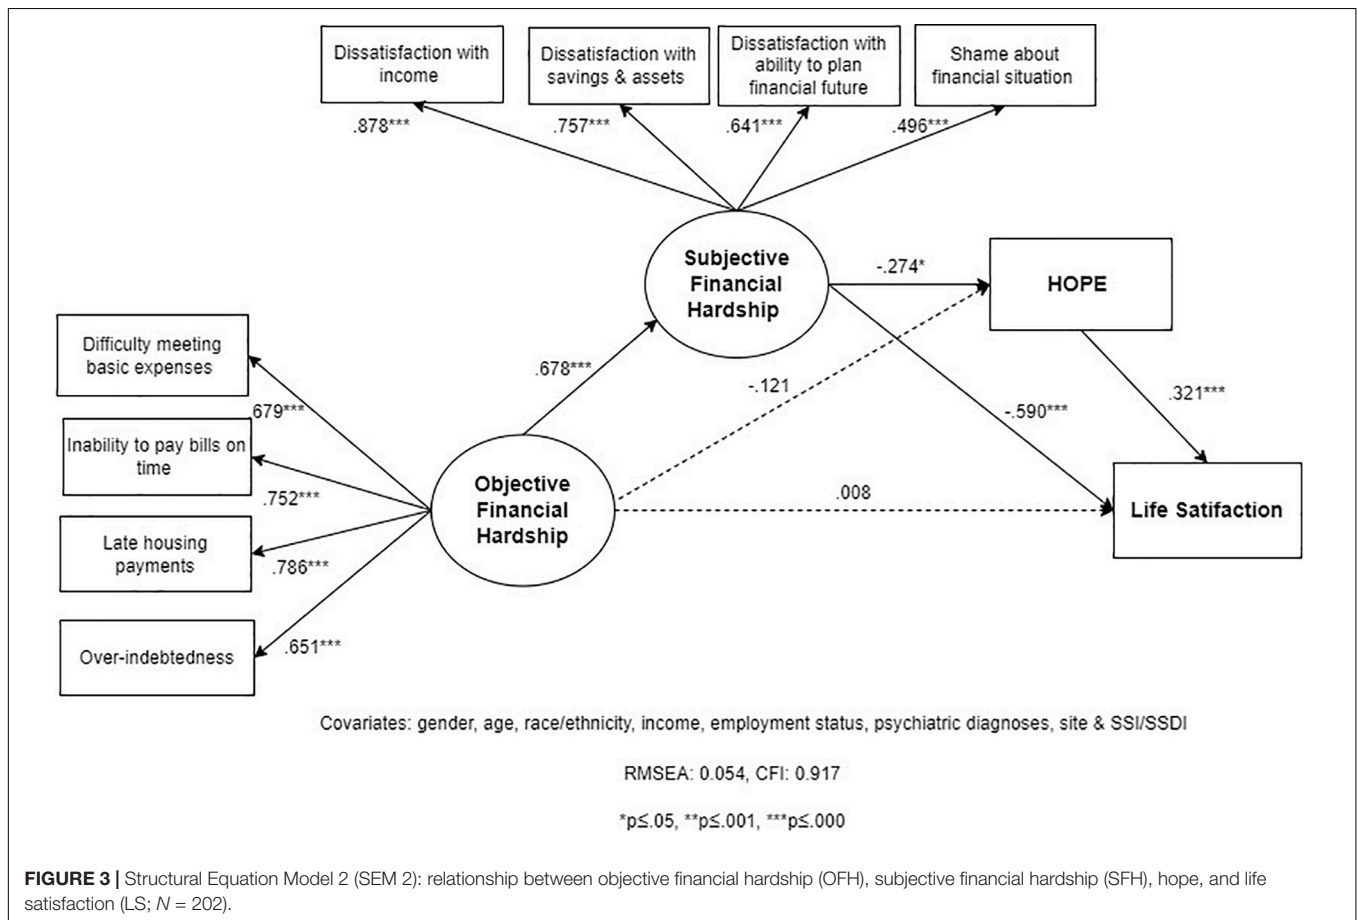 Dissatisfaction with
income
Dissatisfaction with
savings & assets
Dissatisfaction with
ability to plan
financial future
Shame about
financial situation
.878***
.757***
.641***
.496***
Subjective
Financial
Hardship
-.274*
HOPE
Difficulty meeting
basic expenses
.678***
-.121
.321***
.679***
-.590***
Inability to pay bills on
time
.752***
Objective
Financial
Hardship
.008
Life Satifaction
Late housing
payments
.786***
Over-indebtedness
.651***
Covariates: gender, age, race/ethnicity, income, employment status, psychiatric diagnoses, site & SSI/SSDI
RMSEA: 0.054, CFI: 0.917
*p≤.05, **p≤.001, ***p≤.000
FIGURE 3 | Structural Equation Model 2 (SEM 2): relationship between objective financial hardship (OFH), subjective financial hardship (SFH), hope, and life
satisfaction (LS; N = 202).